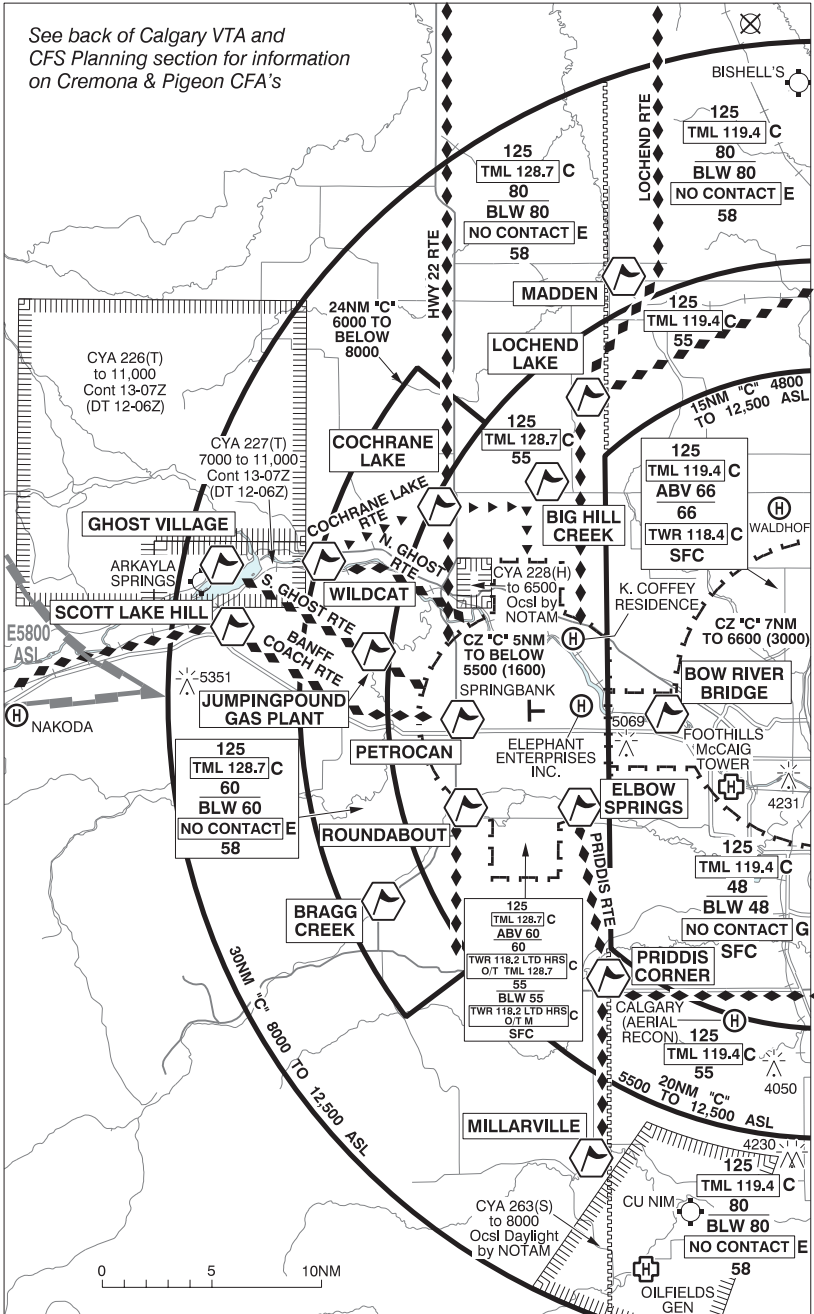 See back of Calgary VTA and
CFS Planning section for information
on Cremona & Pigeon CFA's
BISHELL'S
125
TML 119.4 C
80
BLW 80
NO CONTACT E
58
LOCHEND RTE
125
TML 128.7 C
80
BLW 80
NO CONTACT E
58
HWY 22 RTE
MADDEN
24NM "C"
6000 TO
BELOW
8000
125
TML 119.4 C
55
LOCHEND
LAKE
CYA 226(T)
to 11,000
Cont 13-07Z
(DT 12-06Z)
15NM "C" 4800
TO 12,500 ASL
CYA 227(T)
7000 to 11,000
Cont 13-07Z
(DT 12-06Z)
COCHRANE
LAKE
125
TML 128.7 C
55
125
TML 119.4 C
ABV 66
66
TWR 118.4 C
SFC
H
WALDHOF
GHOST VILLAGE
COCHRANE LAKE
RTE
BIG HILL
CREEK
ARKAYLA
SPRINGS
N. GHOST
RTE
WILDCAT
CYA 228(H)
to 6500
Ocsl by
NOTAM
K. COFFEY
RESIDENCE
H
SCOTT LAKE HILL
S. GHOST RTE
BANFF
COACH RTE
CZ "C" 5NM
TO BELOW
5500 (1600)
CZ "C" 7NM
TO 6600 (3000)
E5800
ASL
5351
H
NAKODA
JUMPINGPOUND
GAS PLANT
SPRINGBANK
T
BOW RIVER
BRIDGE
PETROCAN
H
ELEPHANT
ENTERPRISES
INC.
5069
FOOTHILLS
McCAIG
TOWER
H
4231
125
TML 128.7 C
60
BLW 60
NO CONTACT E
58
ROUNDABOUT
ELBOW
SPRINGS
125
TML 119.4 C
48
BLW 48
NO CONTACT G
SFC
PRIDDIS RTE
BRAGG
CREEK
125
TML 128.7 C
ABV 60
60
TWR 118.2 LTD HRS
O/T TML 128.7 C
55
BLW 55
TWR 118.2 LTD HRS
O/T M C
SFC
PRIDDIS
CORNER
CALGARY
(AERIAL
RECON)
H
125
TML 119.4 C
55
4050
30NM "C" 8000 TO
12,500 ASL
20NM "C"
5500 TO 12,500 ASL
MILLARVILLE
4230
125
TML 119.4 C
80
BLW 80
NO CONTACT E
58
CU NIM
CYA 263(S)
to 8000
Ocsl Daylight
by NOTAM
H
OILFIELDS
GEN
0 5 10NM